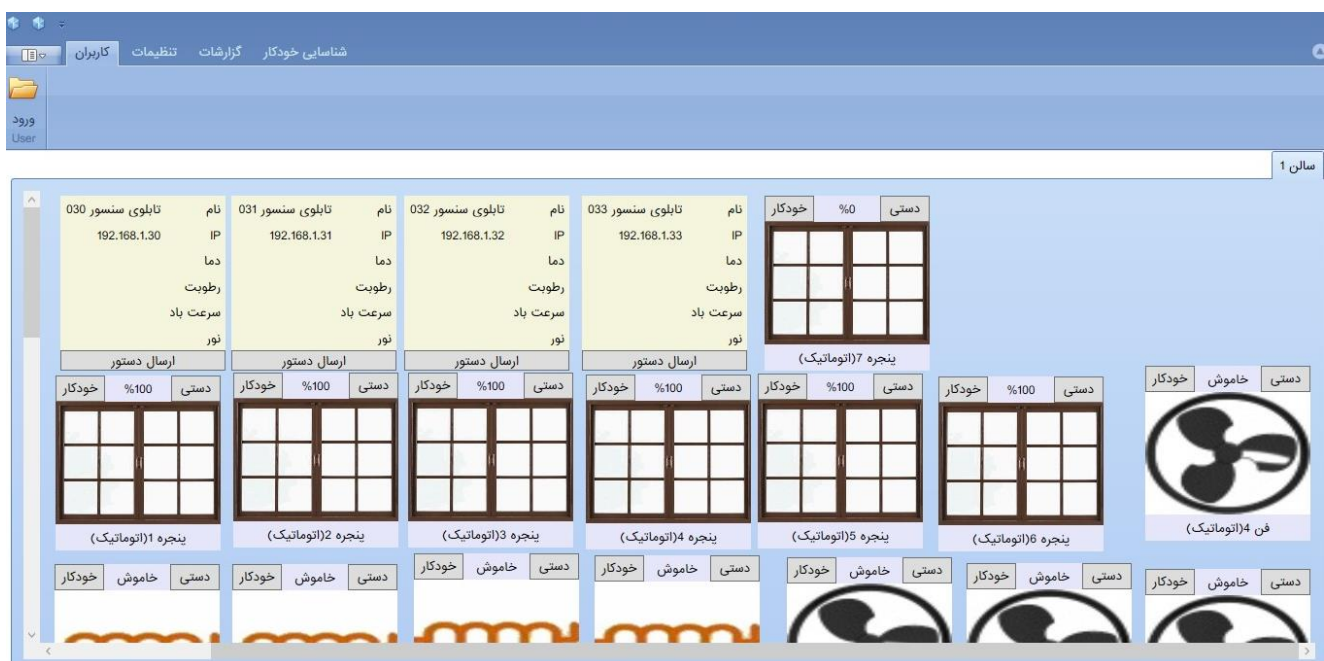 کاربران تنظیمات گزارشات شناسایی خودکار
ورود
User
سالن 1
نام تابلوی سنسور 030
IP 192.168.1.30
دما
رطوبت
سرعت باد
نور
ارسال دستور
نام تابلوی سنسور 031
IP 192.168.1.31
دما
رطوبت
سرعت باد
نور
ارسال دستور
نام تابلوی سنسور 032
IP 192.168.1.32
دما
رطوبت
سرعت باد
نور
ارسال دستور
نام تابلوی سنسور 033
IP 192.168.1.33
دما
رطوبت
سرعت باد
نور
ارسال دستور
دستی %0 خودکار
پنجره 7(اتوماتیک)
دستی %100 خودکار
پنجره 1(اتوماتیک)
دستی %100 خودکار
پنجره 2(اتوماتیک)
دستی %100 خودکار
پنجره 3(اتوماتیک)
دستی %100 خودکار
پنجره 4(اتوماتیک)
دستی %100 خودکار
پنجره 5(اتوماتیک)
دستی %100 خودکار
پنجره 6(اتوماتیک)
دستی خاموش خودکار
فن 4(اتوماتیک)
دستی خاموش خودکار
دستی خاموش خودکار
دستی خاموش خودکار
دستی خاموش خودکار
دستی خاموش خودکار
دستی خاموش خودکار
دستی خاموش خودکار